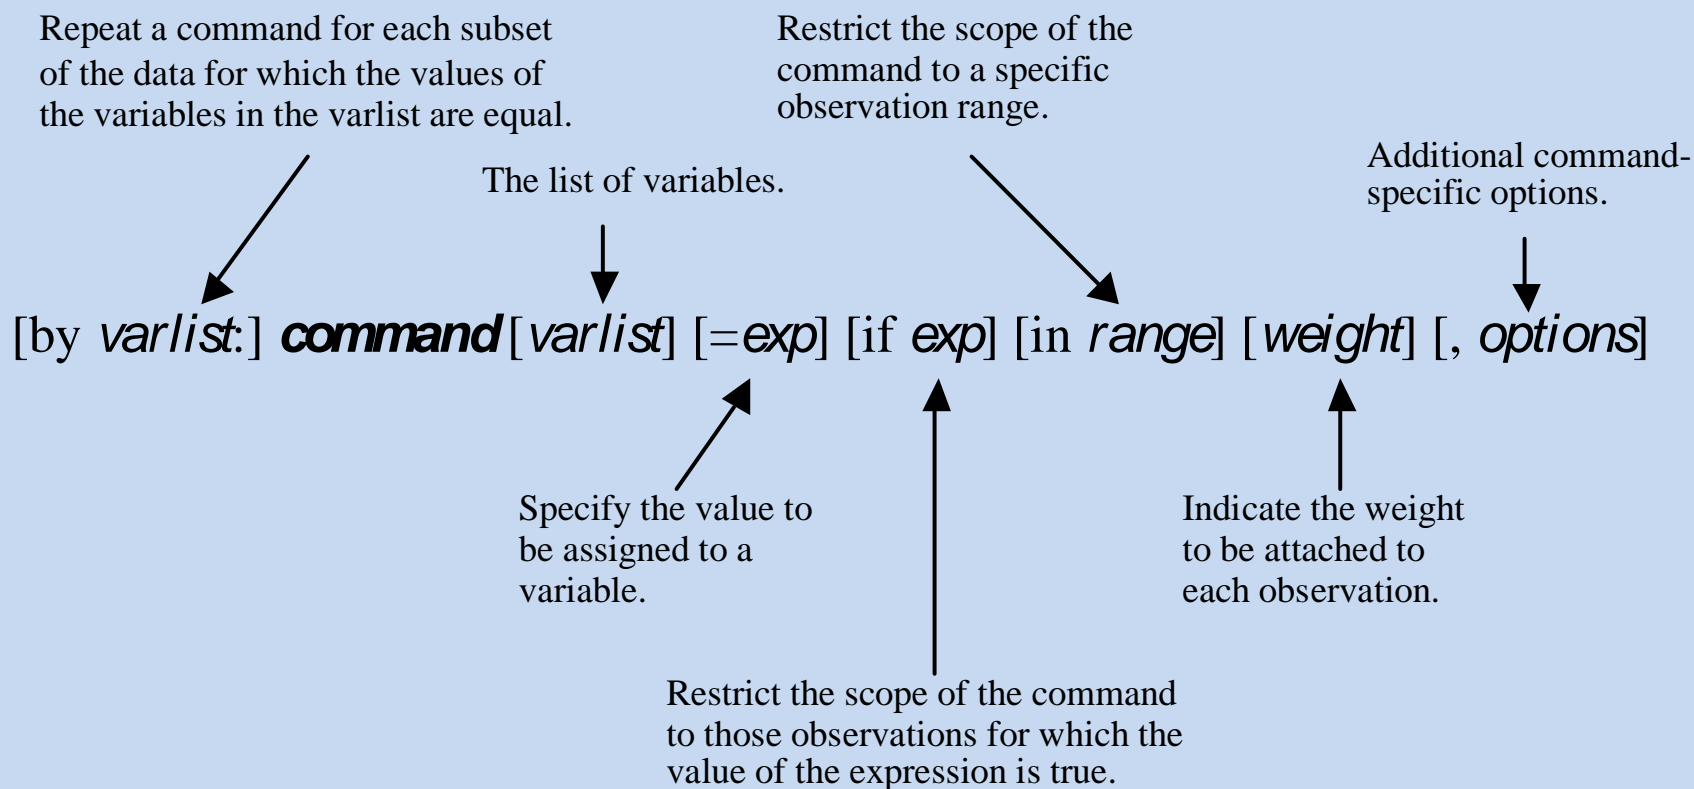 Repeat a command for each subset
of the data for which the values of
the variables in the varlist are equal.
Restrict the scope of the
command to a specific
observation range.
The list of variables.
Additional command-
specific options.
[by varlist:] command [varlist] [=exp] [if exp] [in range] [weight] [, options]
Specify the value to
be assigned to a
variable.
Indicate the weight
to be attached to
each observation.
Restrict the scope of the command
to those observations for which the
value of the expression is true.